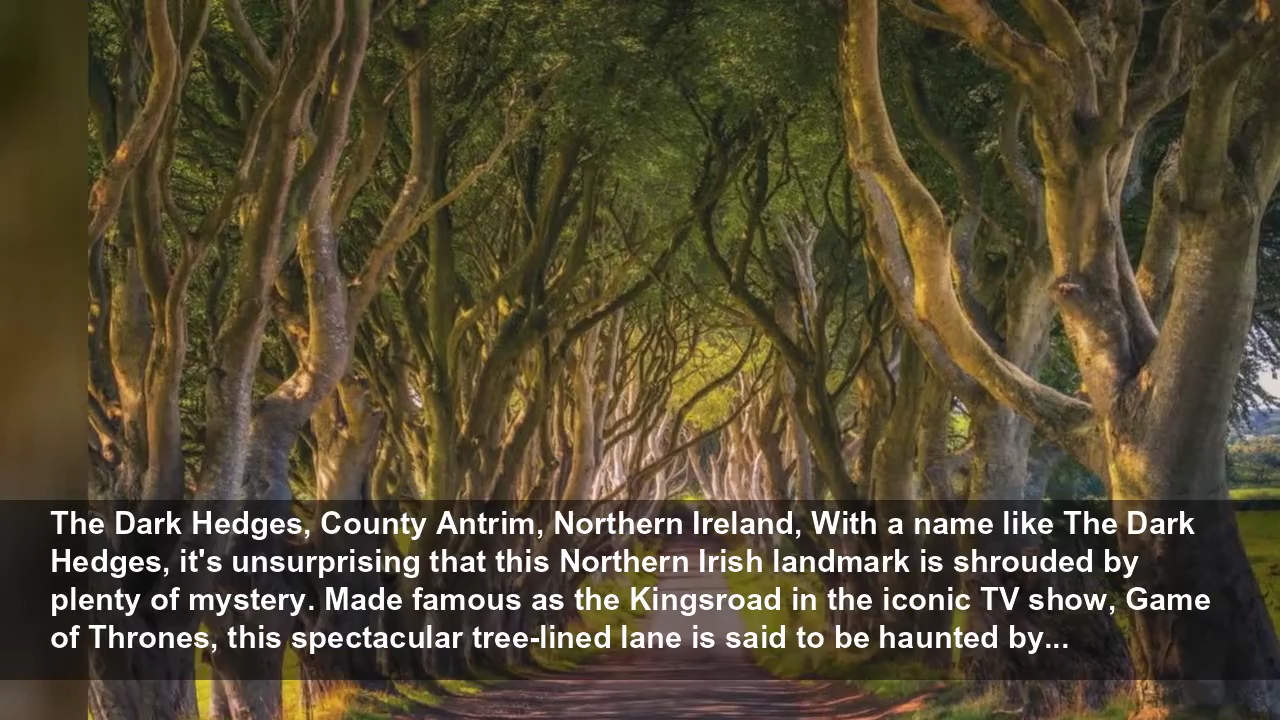 The Dark Hedges, County Antrim, Northern Ireland, With a name like The Dark
Hedges, it's unsurprising that this Northern Irish landmark is shrouded by
plenty of mystery. Made famous as the Kingsroad in the iconic TV show, Game
of Thrones, this spectacular tree-lined lane is said to be haunted by...